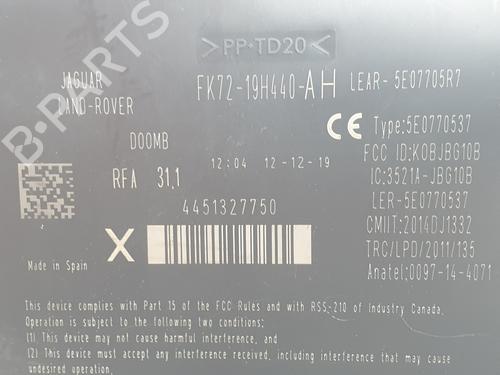 >PP-TD20<
JAGUAR
LAND-ROVER
FK72-19H440-AH
LEAR- 5E07705R7
DOOMB
CE Type:5E0770537
RFA 31.1
12:04 12-12-19
FCC ID:KOBJBG10B
IC:3521A-JBG10B
LER-5E0770537
4451327750
CMIIT:2014DJ1332
X
TRC/LPD/2011/135
Made in Spain
Anatel:0097-14-4071
This device complies with Part 15 of the FCC Rules and with RSS-210 of Industry Canada.
Operation is subject to the following two conditions:
(1) This device may not cause harmful interference, and
(2) This device must accept any interference received, including interference that may cause
undesired operation.
B-PARTS